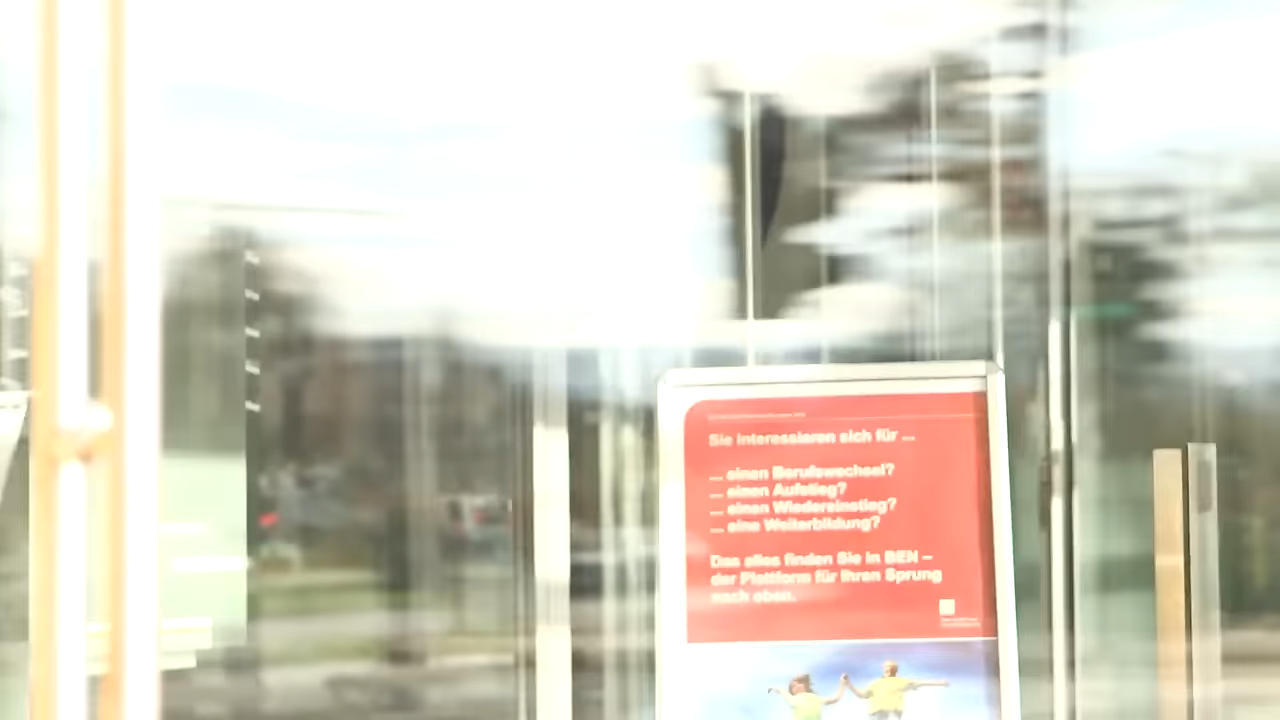 Sie interessieren sich für ...
... einen Berufswechsel?
... einen Aufstieg?
... einen Wiedereinstieg?
... eine Weiterbildung?
Das alles finden Sie in BEN –
der Plattform für Ihren Sprung
nach oben.